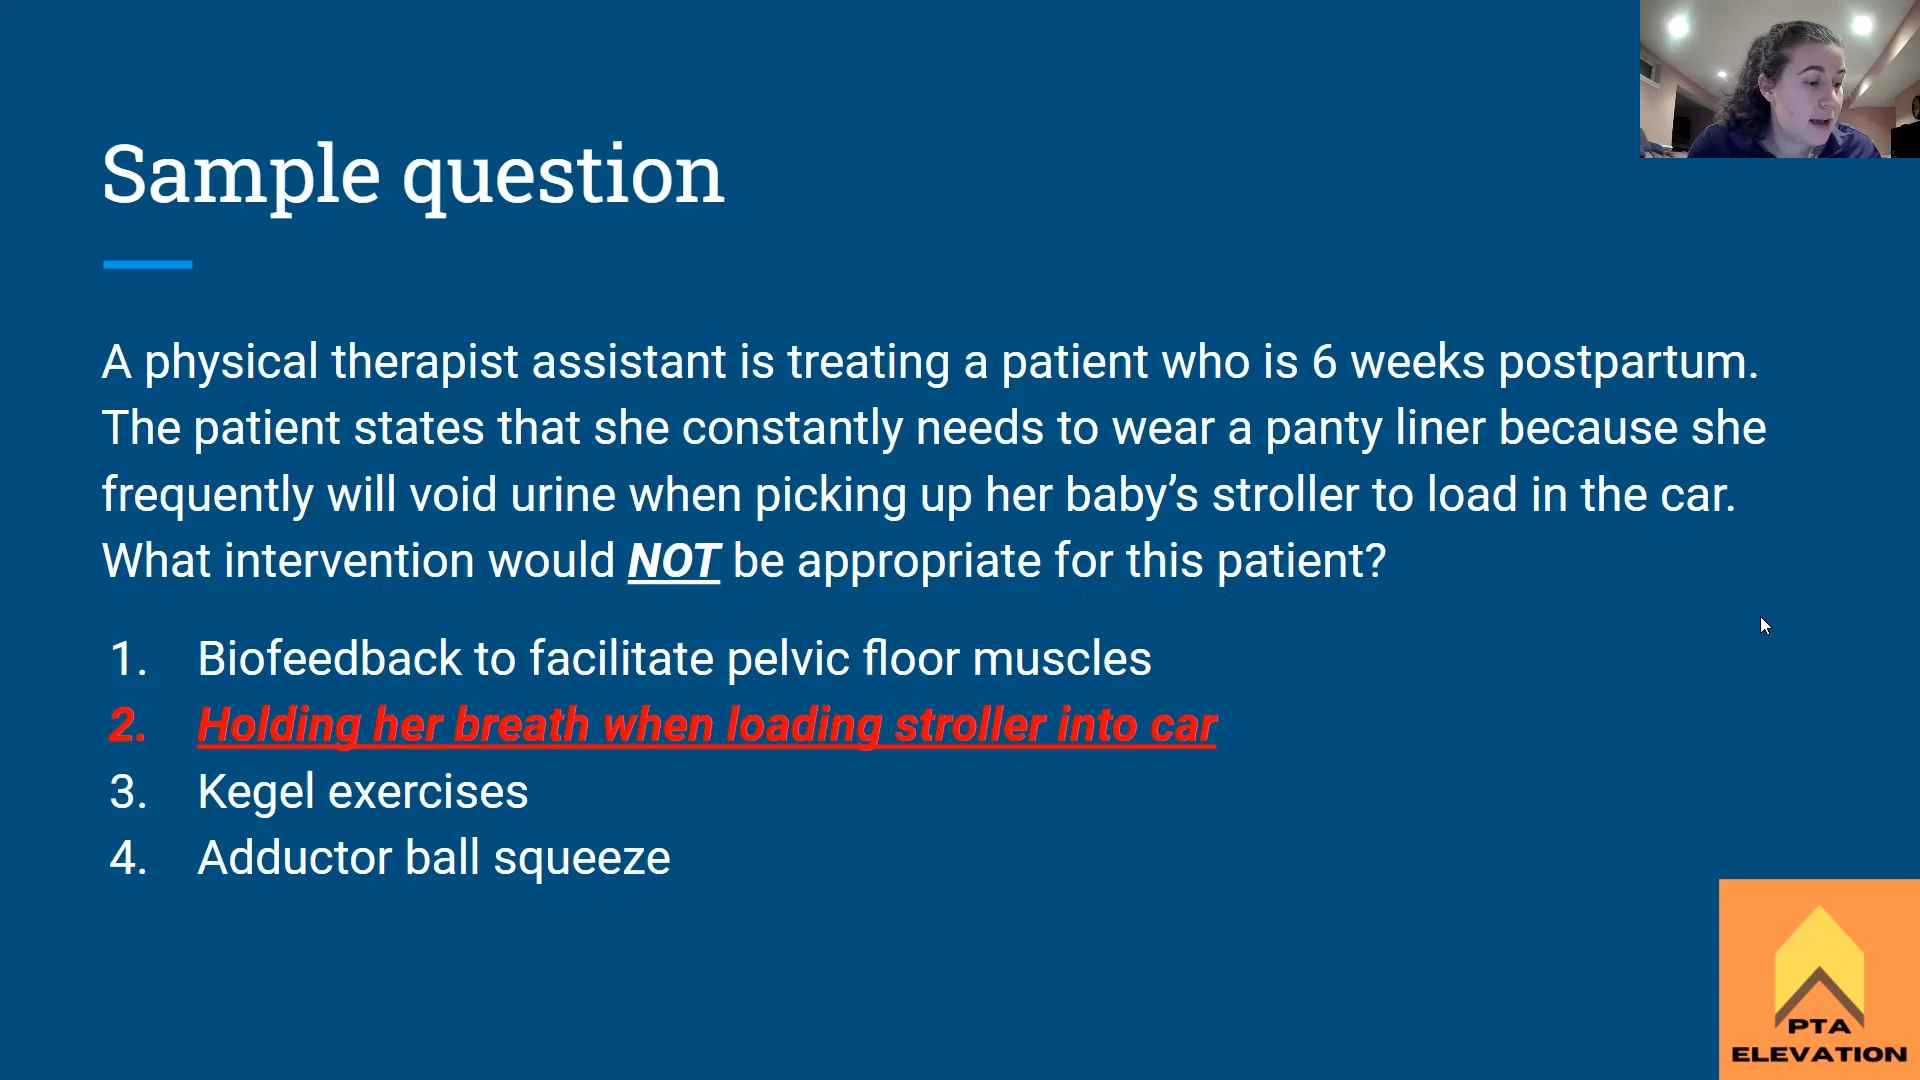 Sample question
A physical therapist assistant is treating a patient who is 6 weeks postpartum.
The patient states that she constantly needs to wear a panty liner because she
frequently will void urine when picking up her baby’s stroller to load in the car.
What intervention would NOT be appropriate for this patient?
1. Biofeedback to facilitate pelvic floor muscles
2. Holding her breath when loading stroller into car
3. Kegel exercises
4. Adductor ball squeeze
PTA
ELEVATION